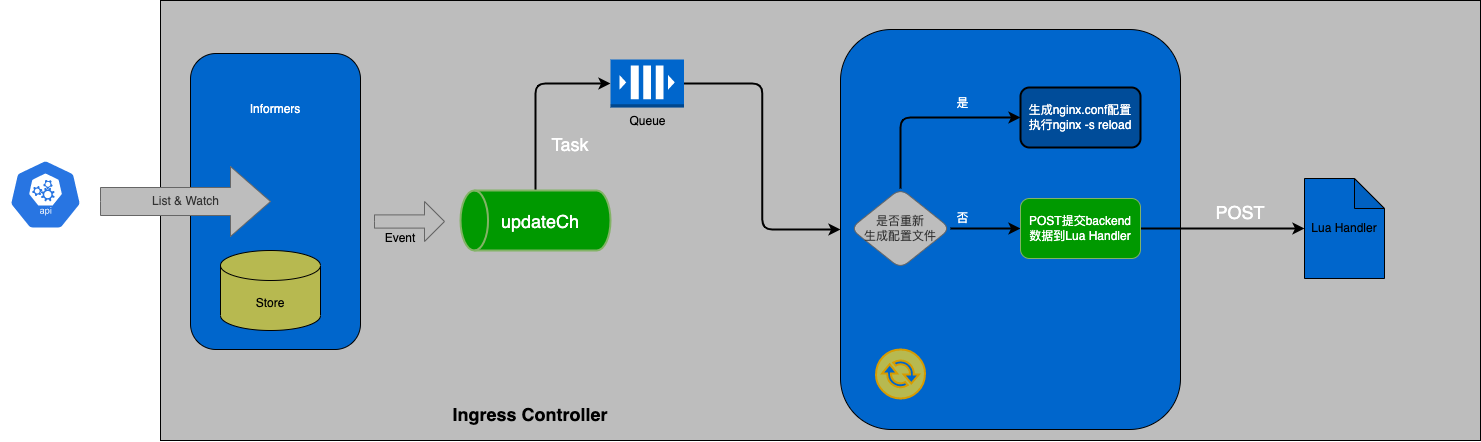 api
List & Watch
Informers
Store
Event
updateCh
Task
Queue
是否重新
生成配置文件
是
生成nginx.conf配置
执行nginx -s reload
否
POST提交backend
数据到Lua Handler
POST
Lua Handler
Ingress Controller